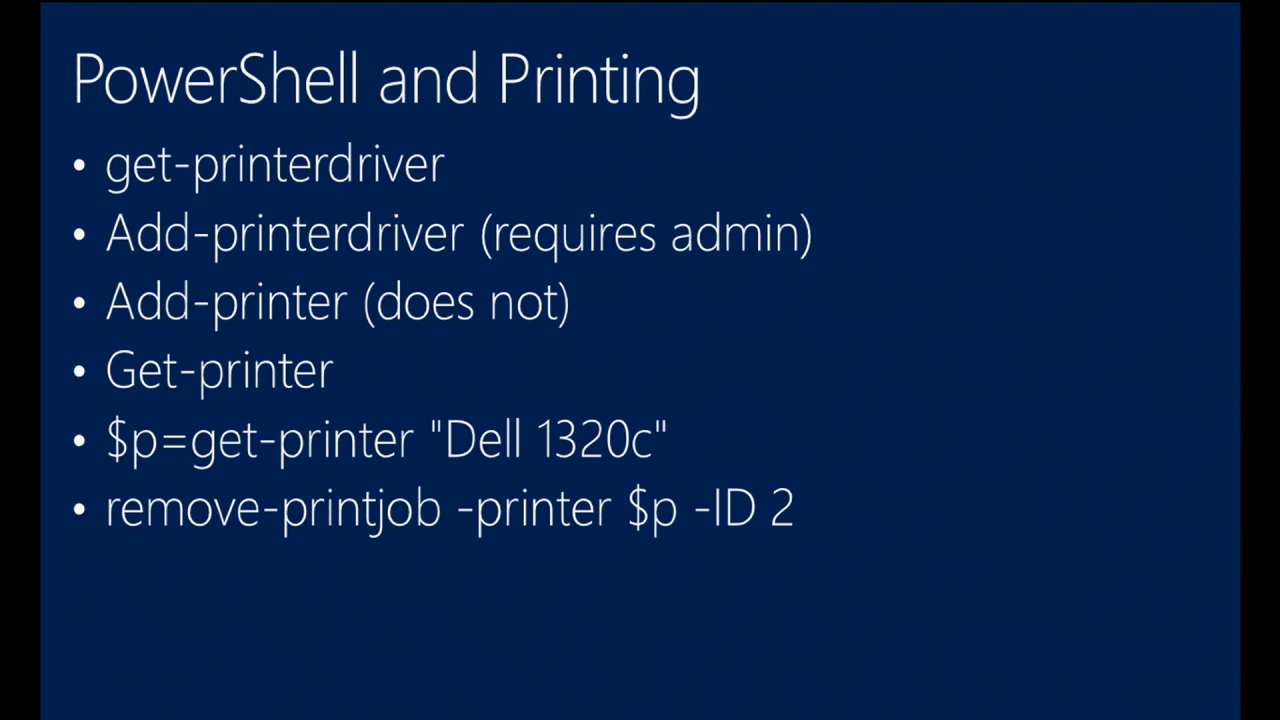 PowerShell and Printing
• get-printerdriver
• Add-printerdriver (requires admin)
• Add-printer (does not)
• Get-printer
• $p=get-printer "Dell 1320c"
• remove-printjob -printer $p -ID 2